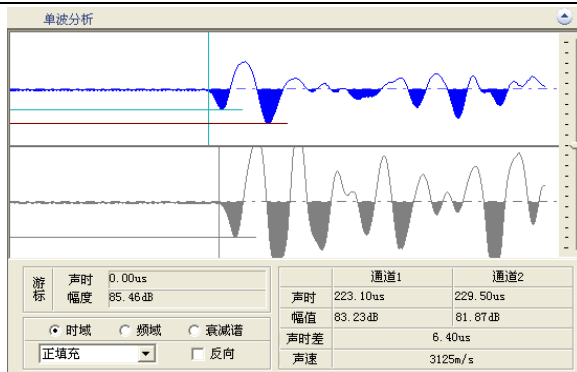 单波分析
游标
声时 0.00us
幅度 85.46dB
时域 频域 衰减谱
正填充 反向
通道1 通道2
声时 223.10us 229.50us
幅值 83.23dB 81.87dB
声时差 6.40us
声速 3125m/s